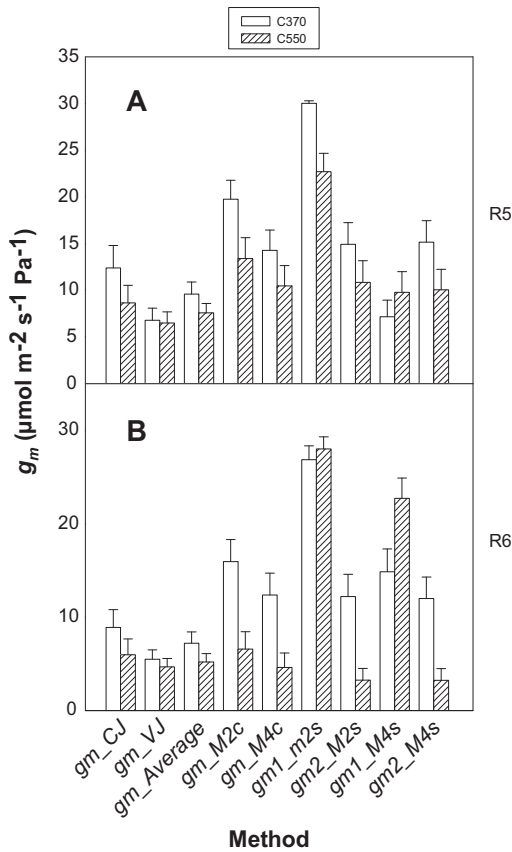 C370
C550
35
A
30
25
20
R5
15
10
5
0
B
30
20
R6
10
0
gm (µmol m-2 s-1 Pa-1)
gm_CJ
gm_VJ
gm_Average
gm_M2c
gm_M4c
gm1_m2s
gm2_M2s
gm1_M4s
gm2_M4s
Method